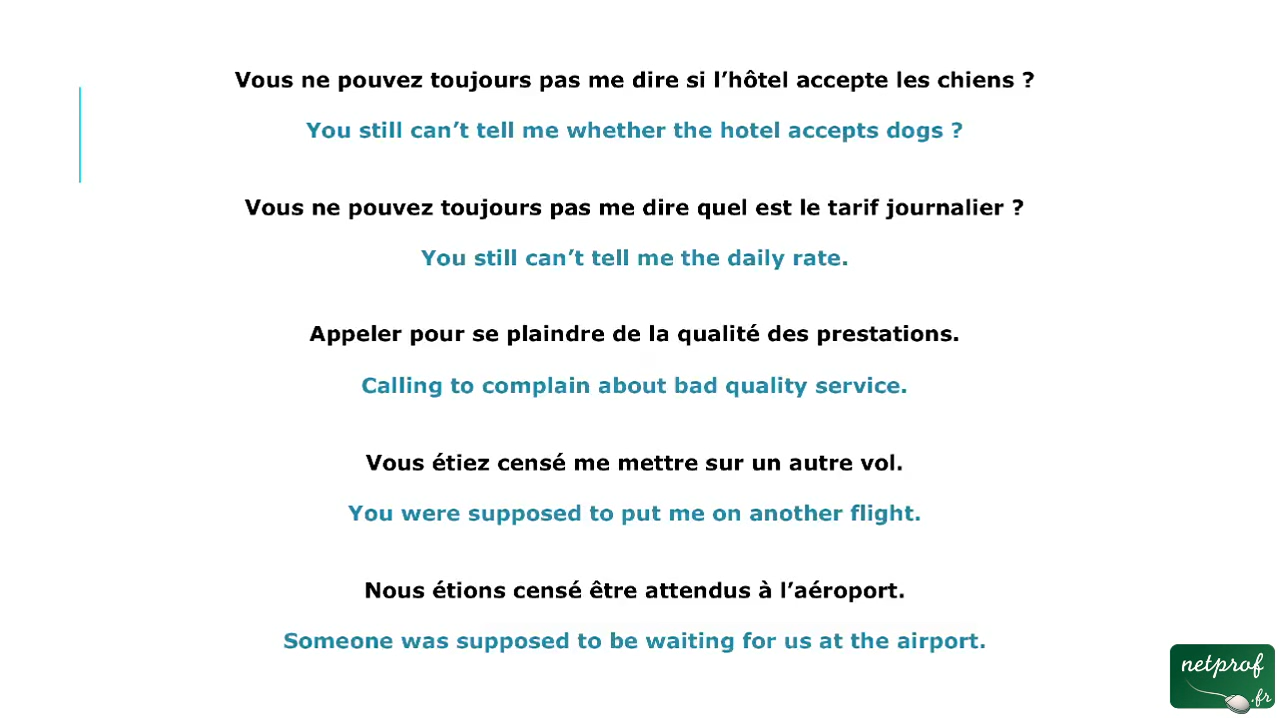 Vous ne pouvez toujours pas me dire si l’hôtel accepte les chiens ?
You still can’t tell me whether the hotel accepts dogs ?
Vous ne pouvez toujours pas me dire quel est le tarif journalier ?
You still can’t tell me the daily rate.
Appeler pour se plaindre de la qualité des prestations.
Calling to complain about bad quality service.
Vous étiez censé me mettre sur un autre vol.
You were supposed to put me on another flight.
Nous étions censé être attendus à l’aéroport.
Someone was supposed to be waiting for us at the airport.
netprof
.fr